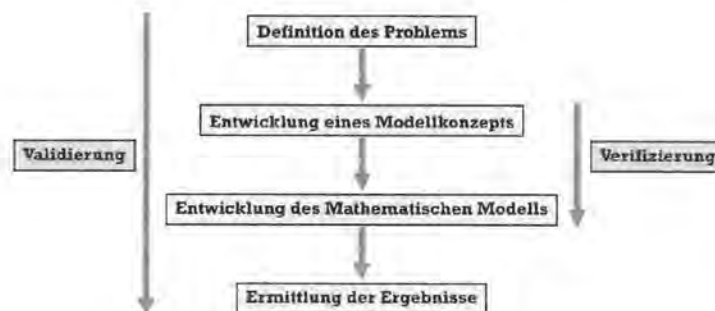 Definition des Problems
Entwicklung eines Modellkonzepts
Validierung
Verifizierung
Entwicklung des Mathematischen Modells
Ermittlung der Ergebnisse